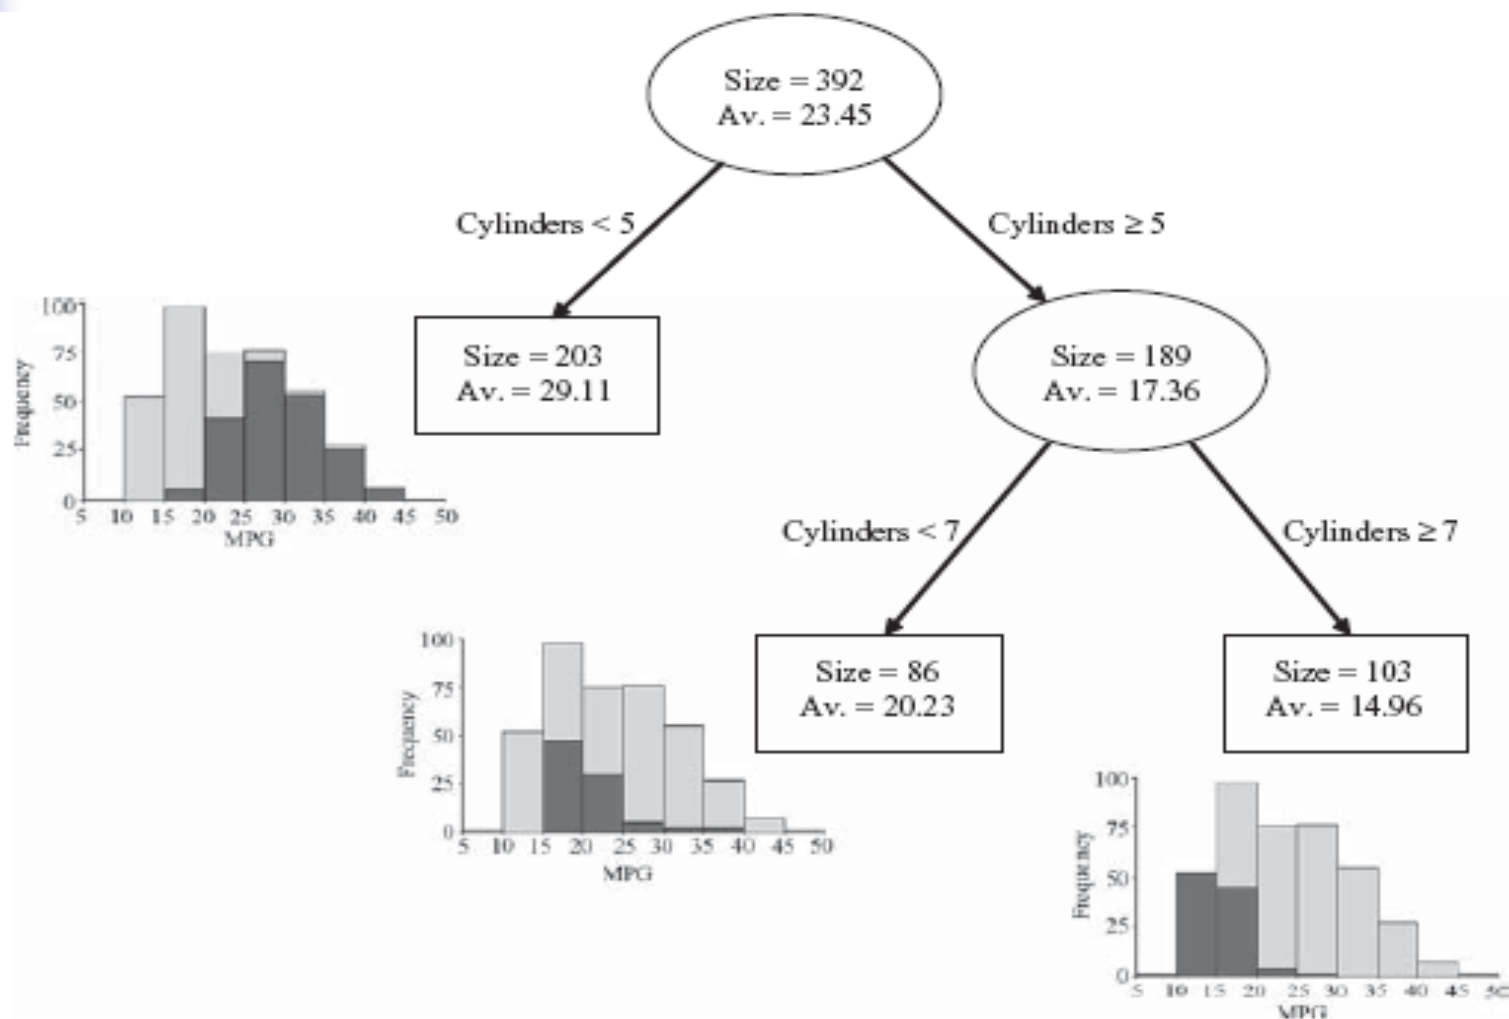 Size = 392
Av. = 23.45
Cylinders < 5
Cylinders ≥ 5
Size = 203
Av. = 29.11
Size = 189
Av. = 17.36
Frequency
100
75
50
25
0
5 10 15 20 25 30 35 40 45 50
MPG
Cylinders < 7
Cylinders ≥ 7
Size = 86
Av. = 20.23
Size = 103
Av. = 14.96
Frequency
100
75
50
25
0
5 10 15 20 25 30 35 40 45 50
MPG
Frequency
100
75
50
25
0
5 10 15 20 25 30 35 40 45 50
MPG